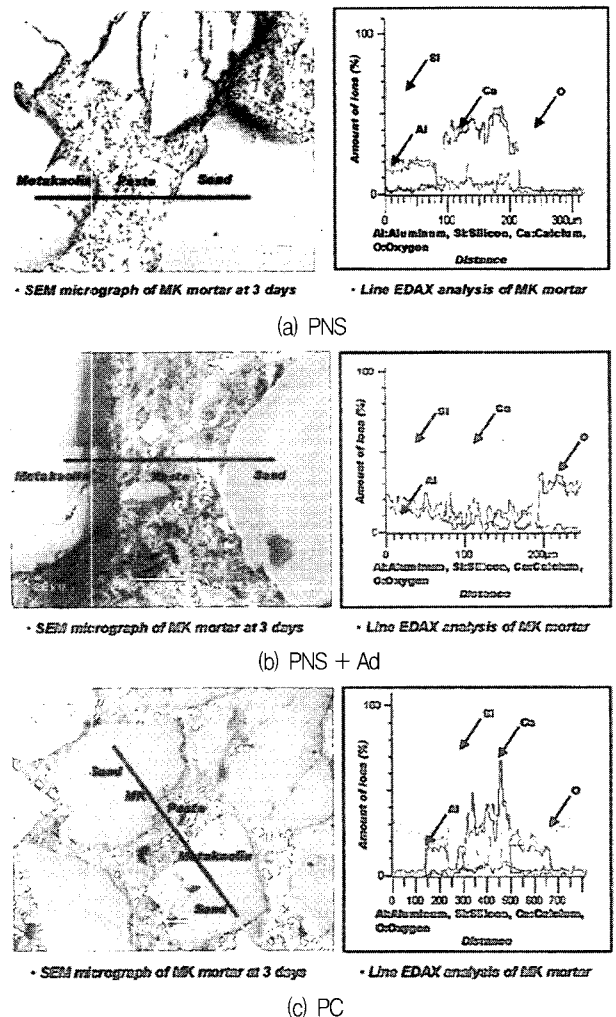 100
Si
Ca
O
Al
Amount of ions (%)
0
0 100 200 300um
Al:Aluminum, Si:Silicon, Ca:Calcium,
O:Oxygen
Distance
Metakaolin Paste Sand
• SEM micrograph of MK mortar at 3 days
• Line EDAX analysis of MK mortar
(a) PNS
100
Si
Ca
O
Al
Amount of ions (%)
0
0 100 200
Al:Aluminum, Si:Silicon, Ca:Calcium,
O:Oxygen
Distance
Metakaolin Paste Sand
• SEM micrograph of MK mortar at 3 days
• Line EDAX analysis of MK mortar
(b) PNS + Ad
100
Si
Ca
O
Al
Amount of ions (%)
0
0 100 200 300 400 500 600 700
Al:Aluminum, Si:Silicon, Ca:Calcium,
O:Oxygen
Distance
Sand
MK
Paste
Metakaolin
Sand
• SEM micrograph of MK mortar at 3 days
• Line EDAX analysis of MK mortar
(c) PC